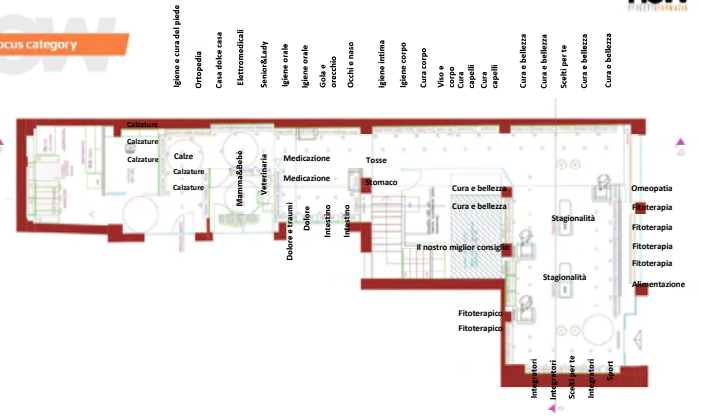 ocus category
Igiene e cura del piede
Ortopedia
Casa dolce casa
Elettromedicali
Senior&Lady
Igiene orale
Igiene orale
Gola e
orecchio
Occhi e naso
Igiene intima
Igiene corpo
Cura corpo
Viso e
corpo
Cura
capelli
Cura
capelli
Cura e bellezza
Cura e bellezza
Scelti per te
Cura e bellezza
Cura e bellezza
Calzature
Calzature
Calzature
Calze
Calzature
Calzature
Mamma&Bebè
Veterinaria
Medicazione
Medicazione
Tosse
Stomaco
Dolore e traumi
Dolore
Intestino
Intestino
Cura e bellezza
Cura e bellezza
Il nostro miglior consiglio
Stagionalità
Stagionalità
Omeopatia
Fitoterapia
Fitoterapia
Fitoterapia
Fitoterapia
Alimentazione
Fitoterapico
Fitoterapico
Integratori
Integratori
Scelti per te
Integratori
Sport